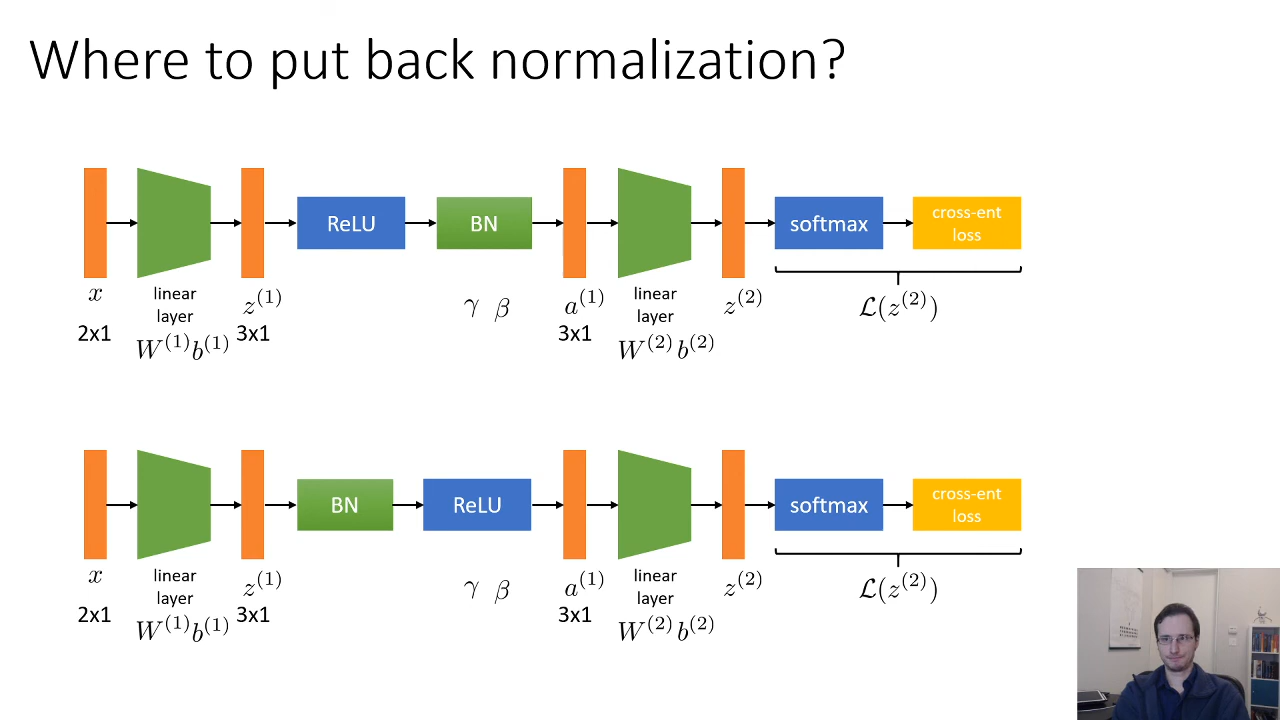 Where to put back normalization?
ReLU
BN
softmax
cross-ent
loss
x
linear
layer
z^{(1)}
γ β
a^{(1)}
linear
layer
z^{(2)}
ℒ(z^{(2)})
2x1
W^{(1)} b^{(1)}
3x1
3x1
W^{(2)} b^{(2)}
BN
ReLU
softmax
cross-ent
loss
x
linear
layer
z^{(1)}
γ β
a^{(1)}
linear
layer
z^{(2)}
ℒ(z^{(2)})
2x1
W^{(1)} b^{(1)}
3x1
3x1
W^{(2)} b^{(2)}